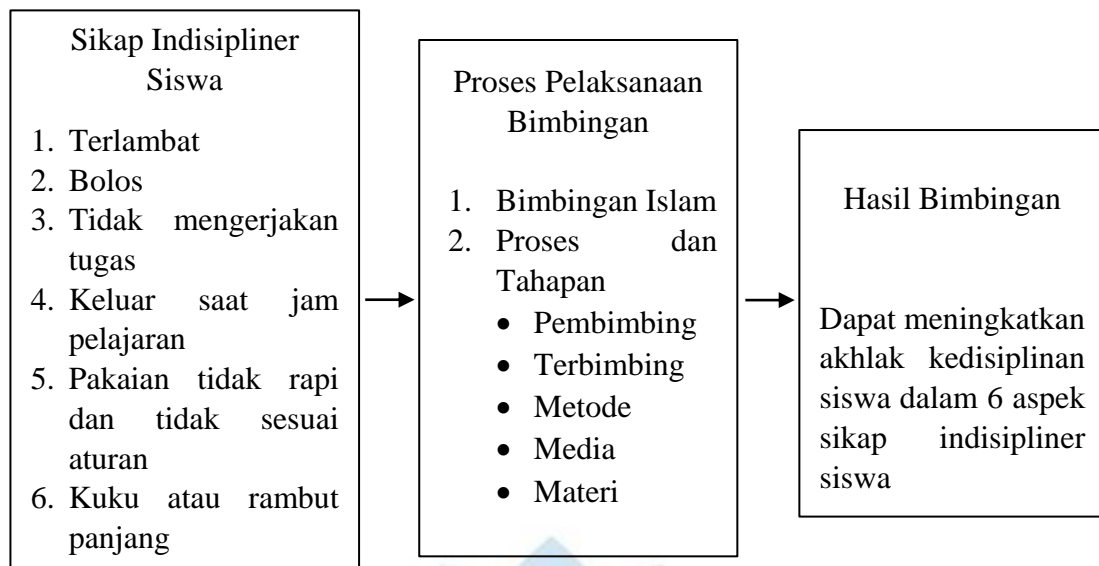 Sikap Indisipliner
Siswa
1. Terlambat
2. Bolos
3. Tidak mengerjakan
tugas
4. Keluar saat jam
pelajaran
5. Pakaian tidak rapi
dan tidak sesuai
aturan
6. Kuku atau rambut
panjang
Proses Pelaksanaan
Bimbingan
1. Bimbingan Islam
2. Proses dan
Tahapan
• Pembimbing
• Terbimbing
• Metode
• Media
• Materi
Hasil Bimbingan
Dapat meningkatkan
akhlak kedisplinan
siswa dalam 6 aspek
sikap indisipliner
siswa